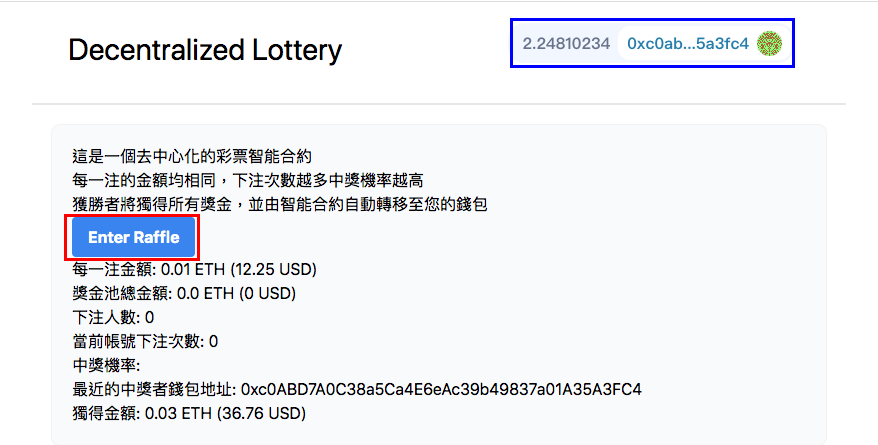 Decentralized Lottery
2.24810234 0xc0ab...5a3fc4
這是一個去中心化的彩票智能合約
每一注的金額均相同，下注次數越多中獎機率越高
獲勝者將獨得所有獎金，並由智能合約自動轉移至您的錢包
Enter Raffle
每一注金額: 0.01 ETH (12.25 USD)
獎金池總金額: 0.0 ETH (0 USD)
下注人數: 0
當前帳號下注次數: 0
中獎機率:
最近的中獎者錢包地址: 0xc0ABD7A0C38a5Ca4E6eAc39b49837a01A35A3FC4
獨得金額: 0.03 ETH (36.76 USD)